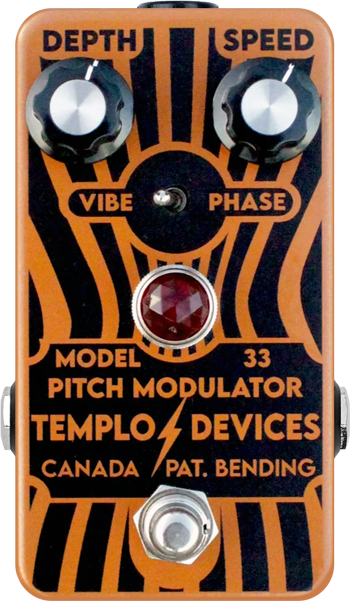 DEPTH SPEED
VIBE PHASE
MODEL 33
PITCH MODULATOR
TEMPLO DEVICES
CANADA PAT. BENDING